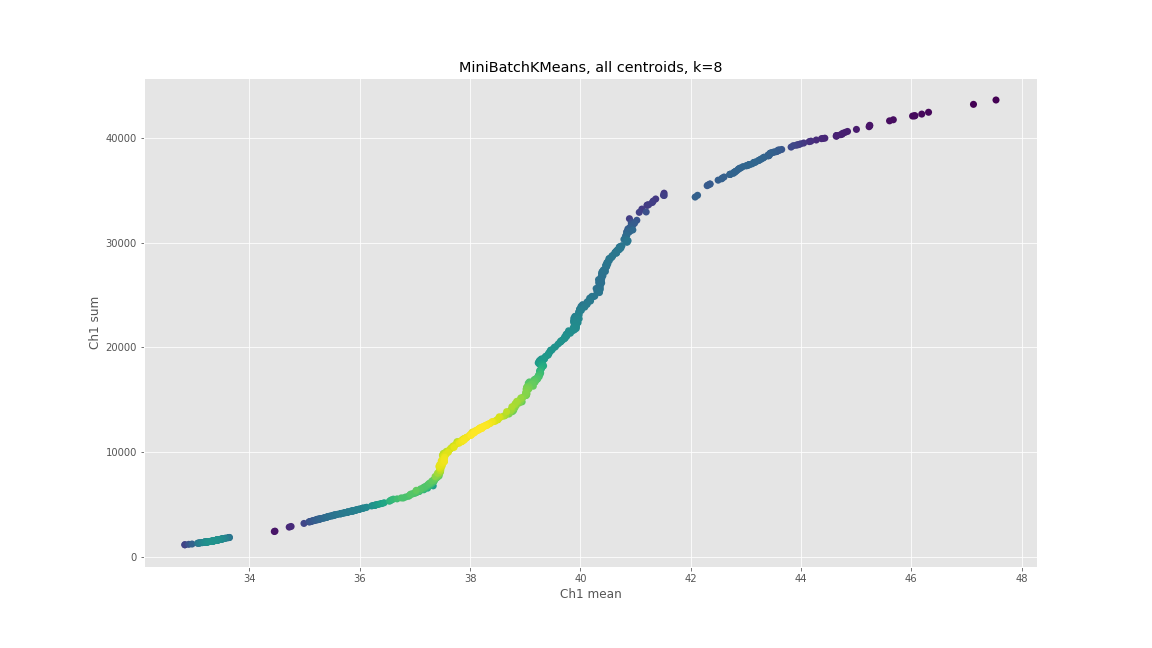 MiniBatchKMeans, all centroids, k=8
Ch1 sum
40000
30000
20000
10000
0
34 36 38 40 42 44 46 48
Ch1 mean